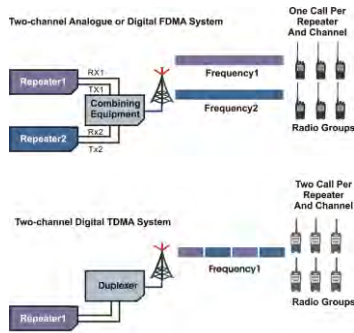 Two-channel Analogue or Digital FDMA System
One Call Per
Repeater
And Channel
Repeater1
RX1
TX1
Combining
Equipment
Repeater2
Rx2
Tx2
Frequency1
Frequency2
Radio Groups
Two-channel Digital TDMA System
Two Call Per
Repeater
And Channel
Duplexer
Frequency1
Repeater1
Radio Groups